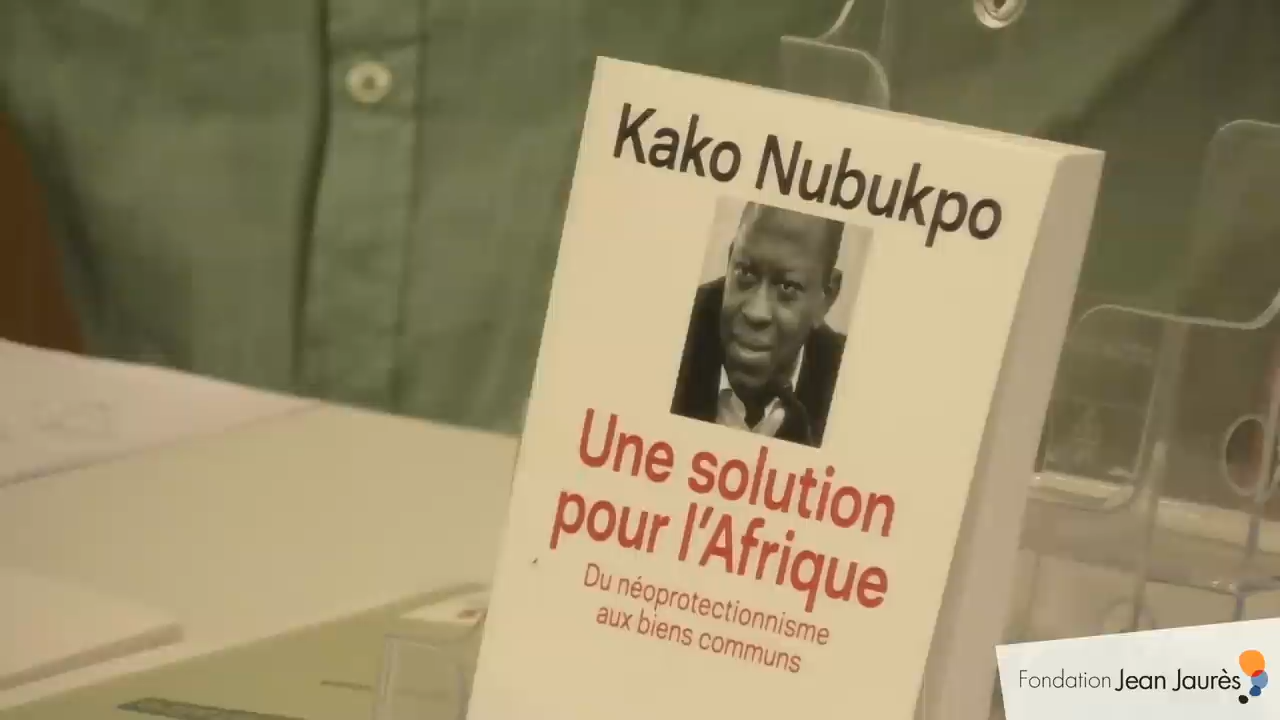 Kako Nubukpo
Une solution
pour l'Afrique
Du néoprotectionnisme
aux biens communs
Fondation Jean Jaurès